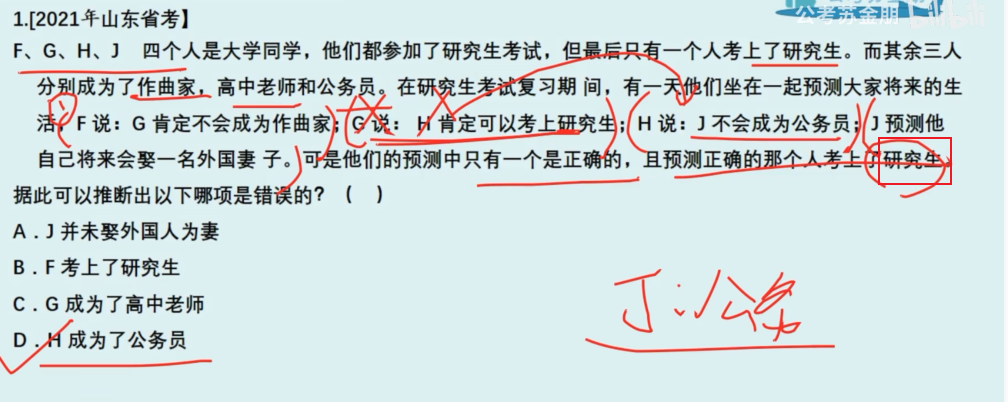 公考苏金朋
1.[2021年山东省考】
F、G、H、J 四个人是大学同学，他们都参加了研究生考试，但最后只有一个人考上了研究生。而其余三人
分别成为了作曲家，高中老师和公务员。在研究生考试复习期 间，有一天他们坐在一起预测大家将来的生
活，F 说：G 肯定不会成为作曲家；G 说： H 肯定可以考上研究生；H 说：J 不会成为公务员；J 预测他
自己将来会娶一名外国妻 子。可是他们的预测中只有一个是正确的，且预测正确的那个人考上了研究生。
据此可以推断出以下哪项是错误的？（ ）
A．J 并未娶外国人为妻
B．F 考上了研究生
C．G 成为了高中老师
D．H 成为了公务员